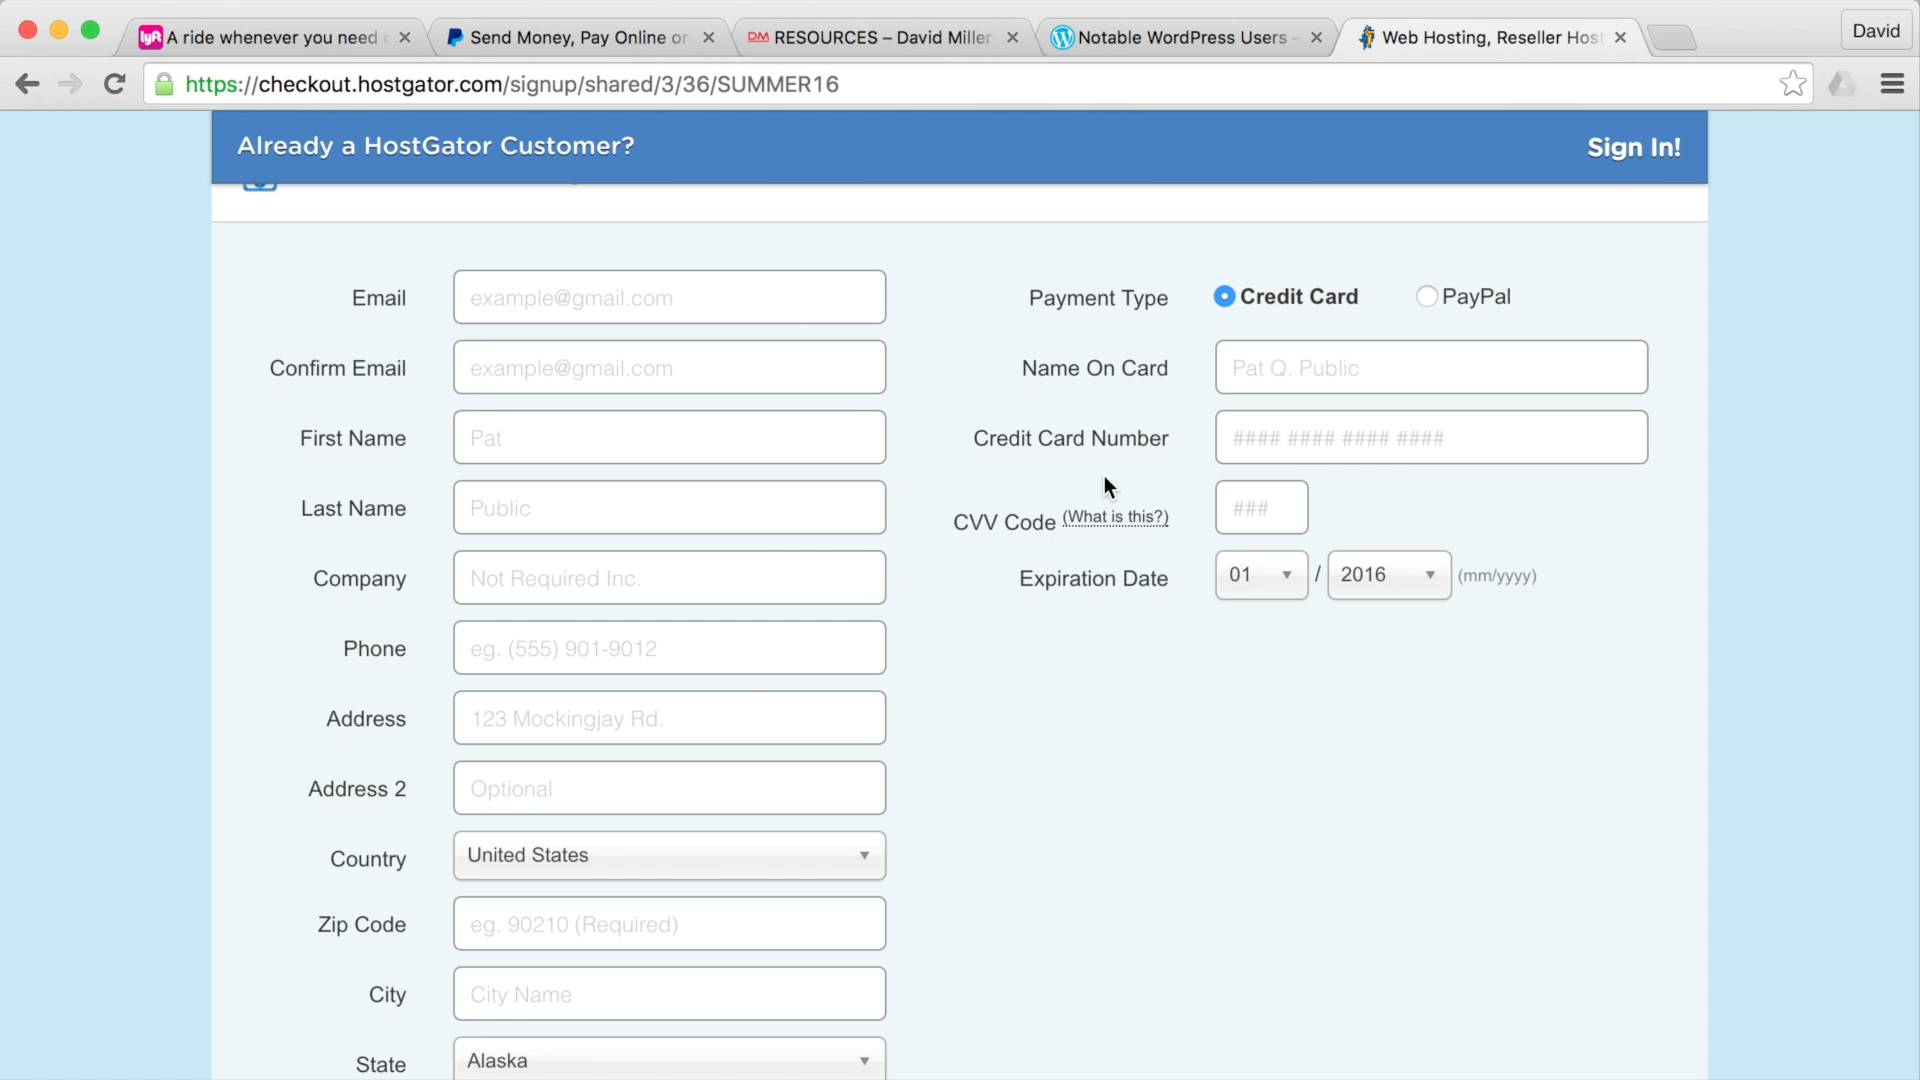 lyft A ride whenever you need
Send Money, Pay Online or
DM RESOURCES – David Miller
Notable WordPress Users -
Web Hosting, Reseller Host
David
https://checkout.hostgator.com/signup/shared/3/36/SUMMER16
Already a HostGator Customer?
Sign In!
Email
example@gmail.com
Payment Type
Credit Card
PayPal
Confirm Email
example@gmail.com
Name On Card
Pat Q. Public
First Name
Pat
Credit Card Number
#### #### #### ####
Last Name
Public
CVV Code (What is this?)
###
Company
Not Required Inc.
Expiration Date
01 / 2016 (mm/yyyy)
Phone
eg. (555) 901-9012
Address
123 Mockingjay Rd.
Address 2
Optional
Country
United States
Zip Code
eg. 90210 (Required)
City
City Name
State
Alaska